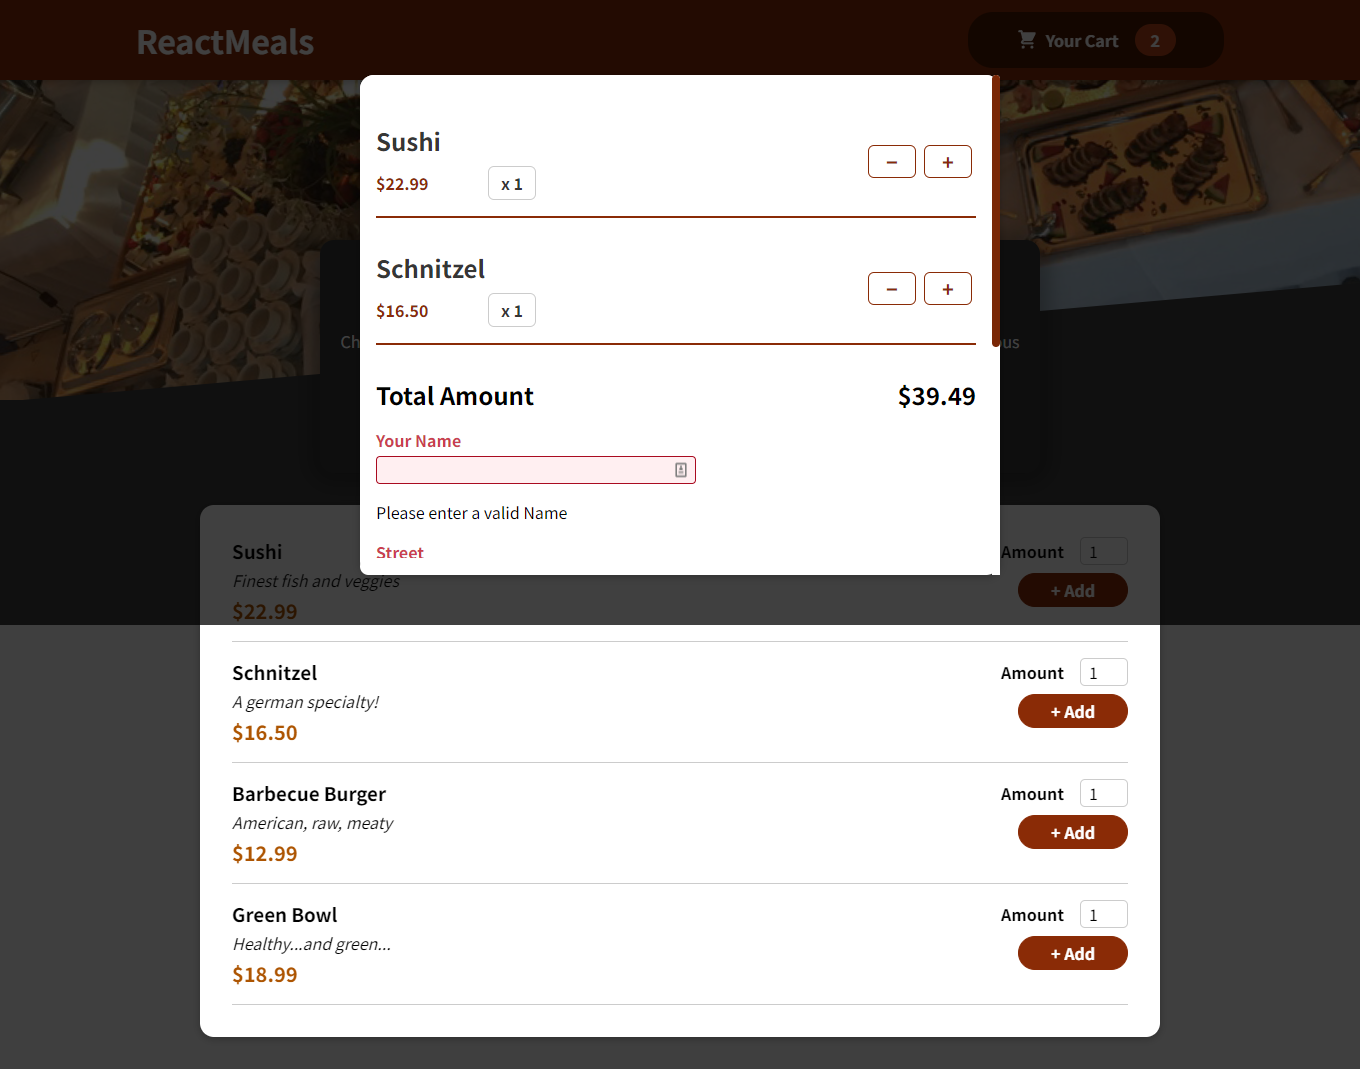 ReactMeals
Your Cart 2
Sushi
− +
$22.99 x 1
Schnitzel
− +
$16.50 x 1
Ch
ous
Total Amount $39.49
Your Name
Please enter a valid Name
Street
Sushi
Amount 1
Finest fish and veggies
+ Add
$22.99
Schnitzel
Amount 1
A german specialty!
+ Add
$16.50
Barbecue Burger
Amount 1
American, raw, meaty
+ Add
$12.99
Green Bowl
Amount 1
Healthy...and green...
+ Add
$18.99